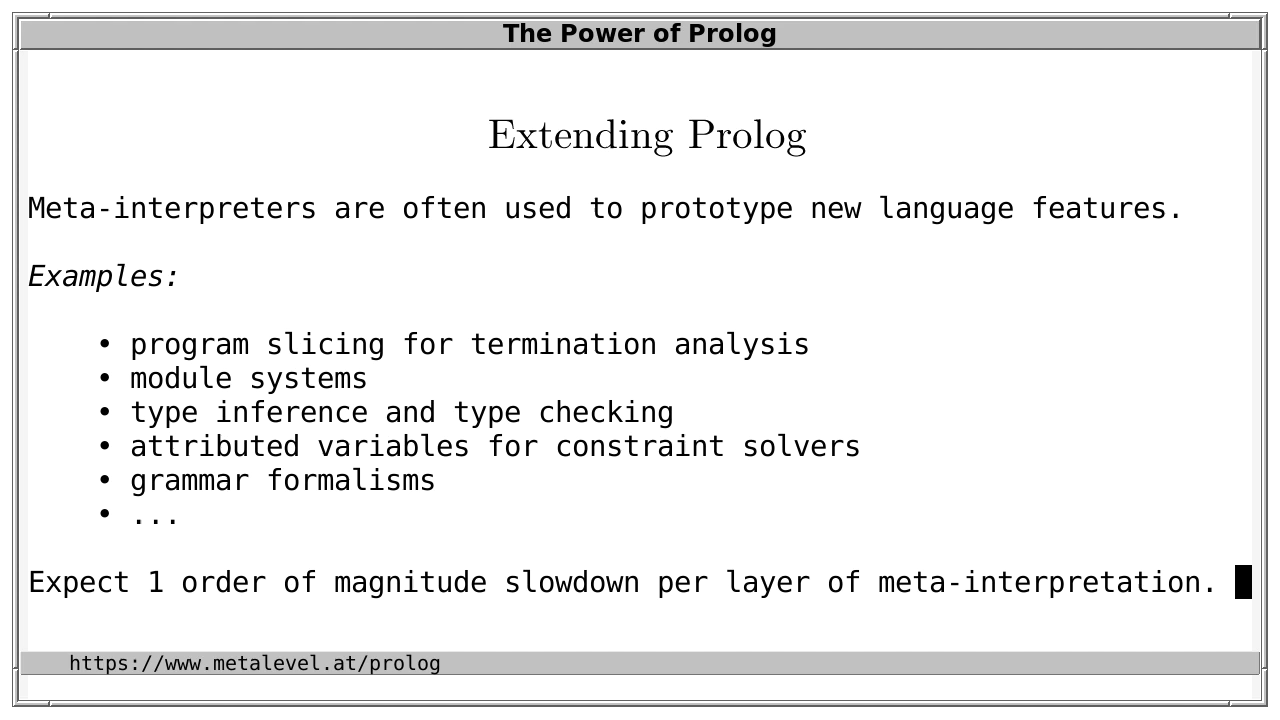 The Power of Prolog
Extending Prolog
Meta-interpreters are often used to prototype new language features.
Examples:
• program slicing for termination analysis
• module systems
• type inference and type checking
• attributed variables for constraint solvers
• grammar formalisms
• ...
Expect 1 order of magnitude slowdown per layer of meta-interpretation.
https://www.metalevel.at/prolog